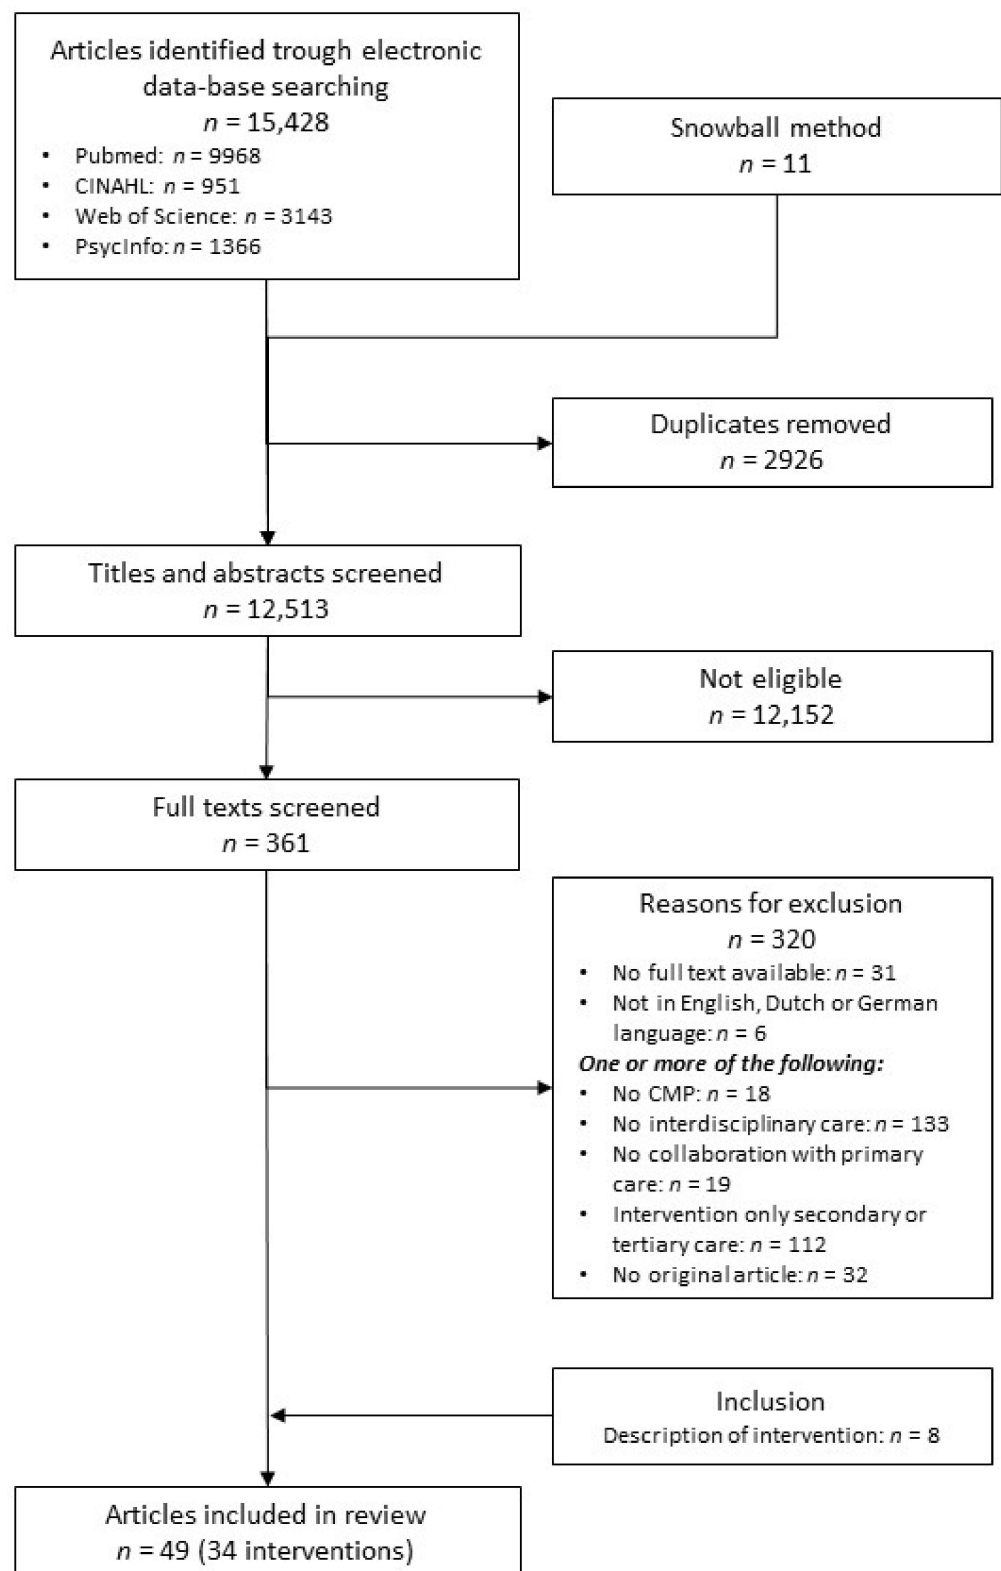 Articles identified trough electronic
data-base searching
n = 15,428
• Pubmed: n = 9968
• CINAHL: n = 951
• Web of Science: n = 3143
• PsycInfo: n = 1366
Snowball method
n = 11
Duplicates removed
n = 2926
Titles and abstracts screened
n = 12,513
Not eligible
n = 12,152
Full texts screened
n = 361
Reasons for exclusion
n = 320
• No full text available: n = 31
• Not in English, Dutch or German
language: n = 6
One or more of the following:
• No CMP: n = 18
• No interdisciplinary care: n = 133
• No collaboration with primary
care: n = 19
• Intervention only secondary or
tertiary care: n = 112
• No original article: n = 32
Inclusion
Description of intervention: n = 8
Articles included in review
n = 49 (34 interventions)